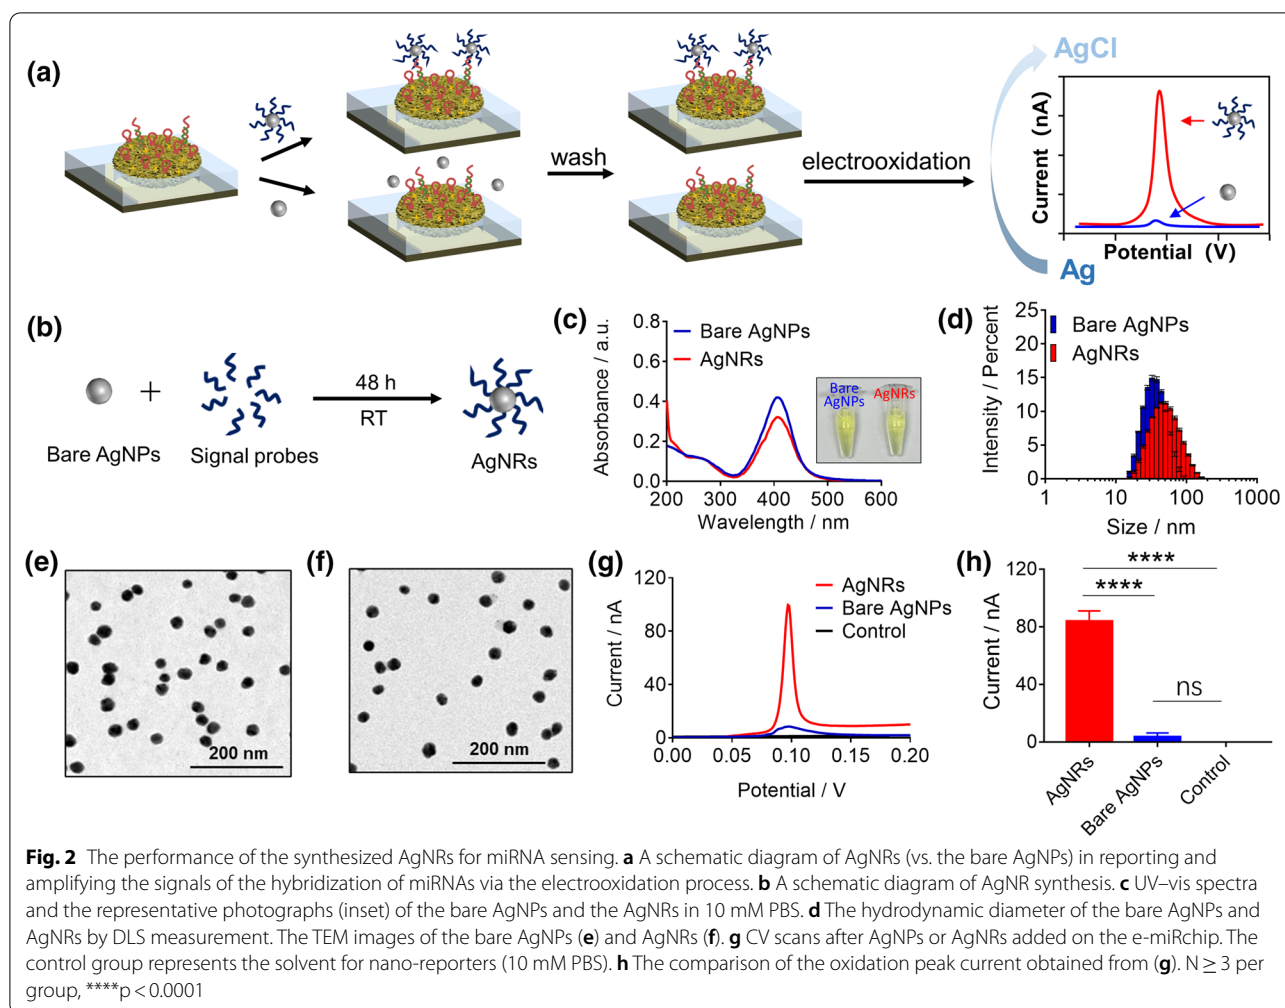 (a)
wash
electrooxidation
AgCl
Current (nA)
Potential (V)
Ag
(b)
Bare AgNPs
+
Signal probes
48 h
RT
AgNRs
(c)
Absorbance / a.u.
0.8
0.6
0.4
0.2
0.0
Bare AgNPs
AgNRs
Bare
AgNPs
AgNRs
200 300 400 500 600
Wavelength / nm
(d)
Intensity / Percent
25
20
15
10
5
0
Bare AgNPs
AgNRs
1 10 100 1000
Size / nm
(e)
200 nm
(f)
200 nm
(g)
Current / nA
120
80
40
0
AgNRs
Bare AgNPs
Control
0.00 0.05 0.10 0.15 0.20
Potential / V
(h)
Current / nA
120
80
40
0
****
****
ns
AgNRs
Bare AgNPs
Control
Fig. 2 The performance of the synthesized AgNRs for miRNA sensing. a A schematic diagram of AgNRs (vs. the bare AgNPs) in reporting and
amplifying the signals of the hybridization of miRNAs via the electrooxidation process. b A schematic diagram of AgNR synthesis. c UV–vis spectra
and the representative photographs (inset) of the bare AgNPs and the AgNRs in 10 mM PBS. d The hydrodynamic diameter of the bare AgNPs and
AgNRs by DLS measurement. The TEM images of the bare AgNPs (e) and AgNRs (f). g CV scans after AgNPs or AgNRs added on the e-miRchip. The
control group represents the solvent for nano-reporters (10 mM PBS). h The comparison of the oxidation peak current obtained from (g). N ≥ 3 per
group, ****p < 0.0001